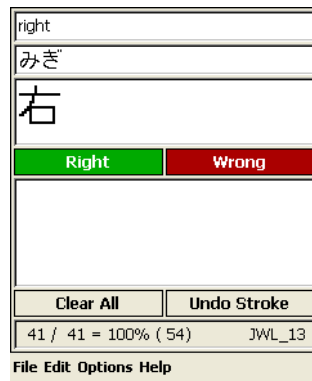 right
みぎ
右
Right Wrong
Clear All Undo Stroke
41 / 41 = 100% ( 54) JWL_13
File Edit Options Help